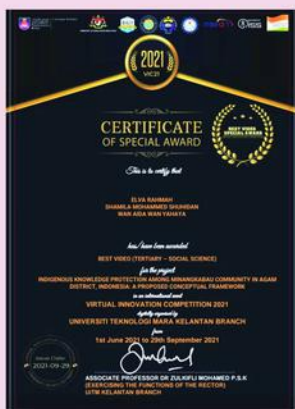 2021
VIC21
CERTIFICATE
OF SPECIAL AWARD
BEST VIDEO
SPECIAL AWARD
This is to certify that
ELVA RAHMAH
SHAMILA MOHAMMED SHUHIDAN
WAN AIDA WAN YAHAYA
has/have been awarded
BEST VIDEO (TERTIARY – SOCIAL SCIENCE)
for the project
INDIGENOUS KNOWLEDGE PROTECTION AMONG MINANGKABAU COMMUNITY IN AGAM
DISTRICT, INDONESIA: A PROPOSED CONCEPTUAL FRAMEWORK
in an international event
VIRTUAL INNOVATION COMPETITION 2021
digitally organised by
UNIVERSITI TEKNOLOGI MARA KELANTAN BRANCH
from
1st June 2021 to 29th September 2021
2021-09-29
ASSOCIATE PROFESSOR DR ZULKIFLI MOHAMED P.S.K
(EXERCISING THE FUNCTIONS OF THE RECTOR)
UITM KELANTAN BRANCH